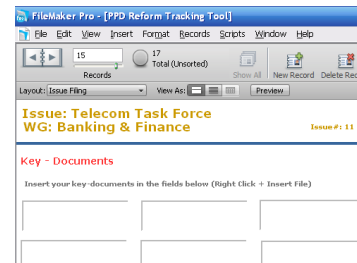 FileMaker Pro - [PPD Reform Tracking Tool]
File Edit View Insert Format Records Scripts Window Help
15
17
Total (Unsorted)
Records
Show All New Record Delete Rec
Layout: Issue Filing View As: Preview
Issue: Telecom Task Force
WG: Banking & Finance
Issue#: 11
Key - Documents
Insert your key-documents in the fields below (Right Click + Insert File)